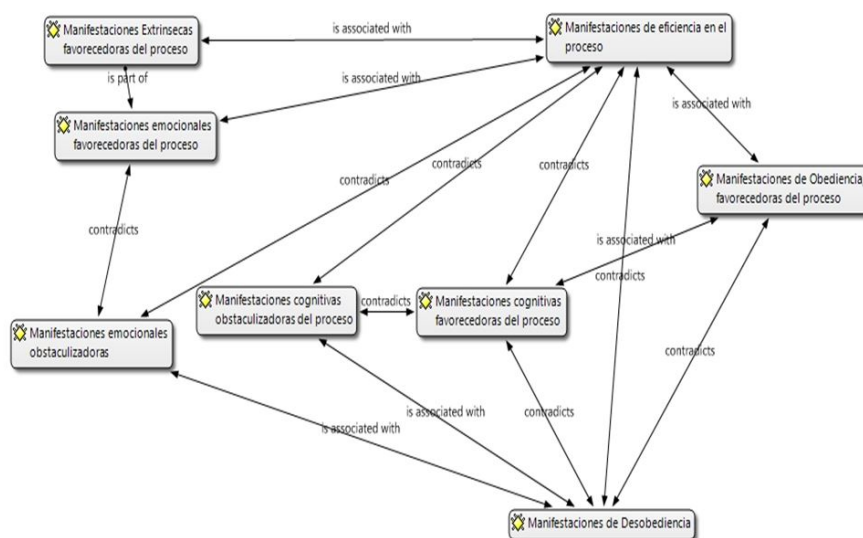 Manifestaciones Extrinsecas
favorecedoras del proceso
is associated with
Manifestaciones de eficiencia en el
proceso
is part of
is associated with
is associated with
Manifestaciones emocionales
favorecedoras del proceso
contradicts
contradicts
contradicts
Manifestaciones de Obediencia,
favorecedoras del proceso
contradicts
is associated with
contradicts
Manifestaciones cognitivas
obstaculizadoras del proceso
contradicts
Manifestaciones cognitivas
favorecedoras del proceso
Manifestaciones emocionales
obstaculizadoras
contradicts
is associated with
contradicts
is associated with
Manifestaciones de Desobediencia